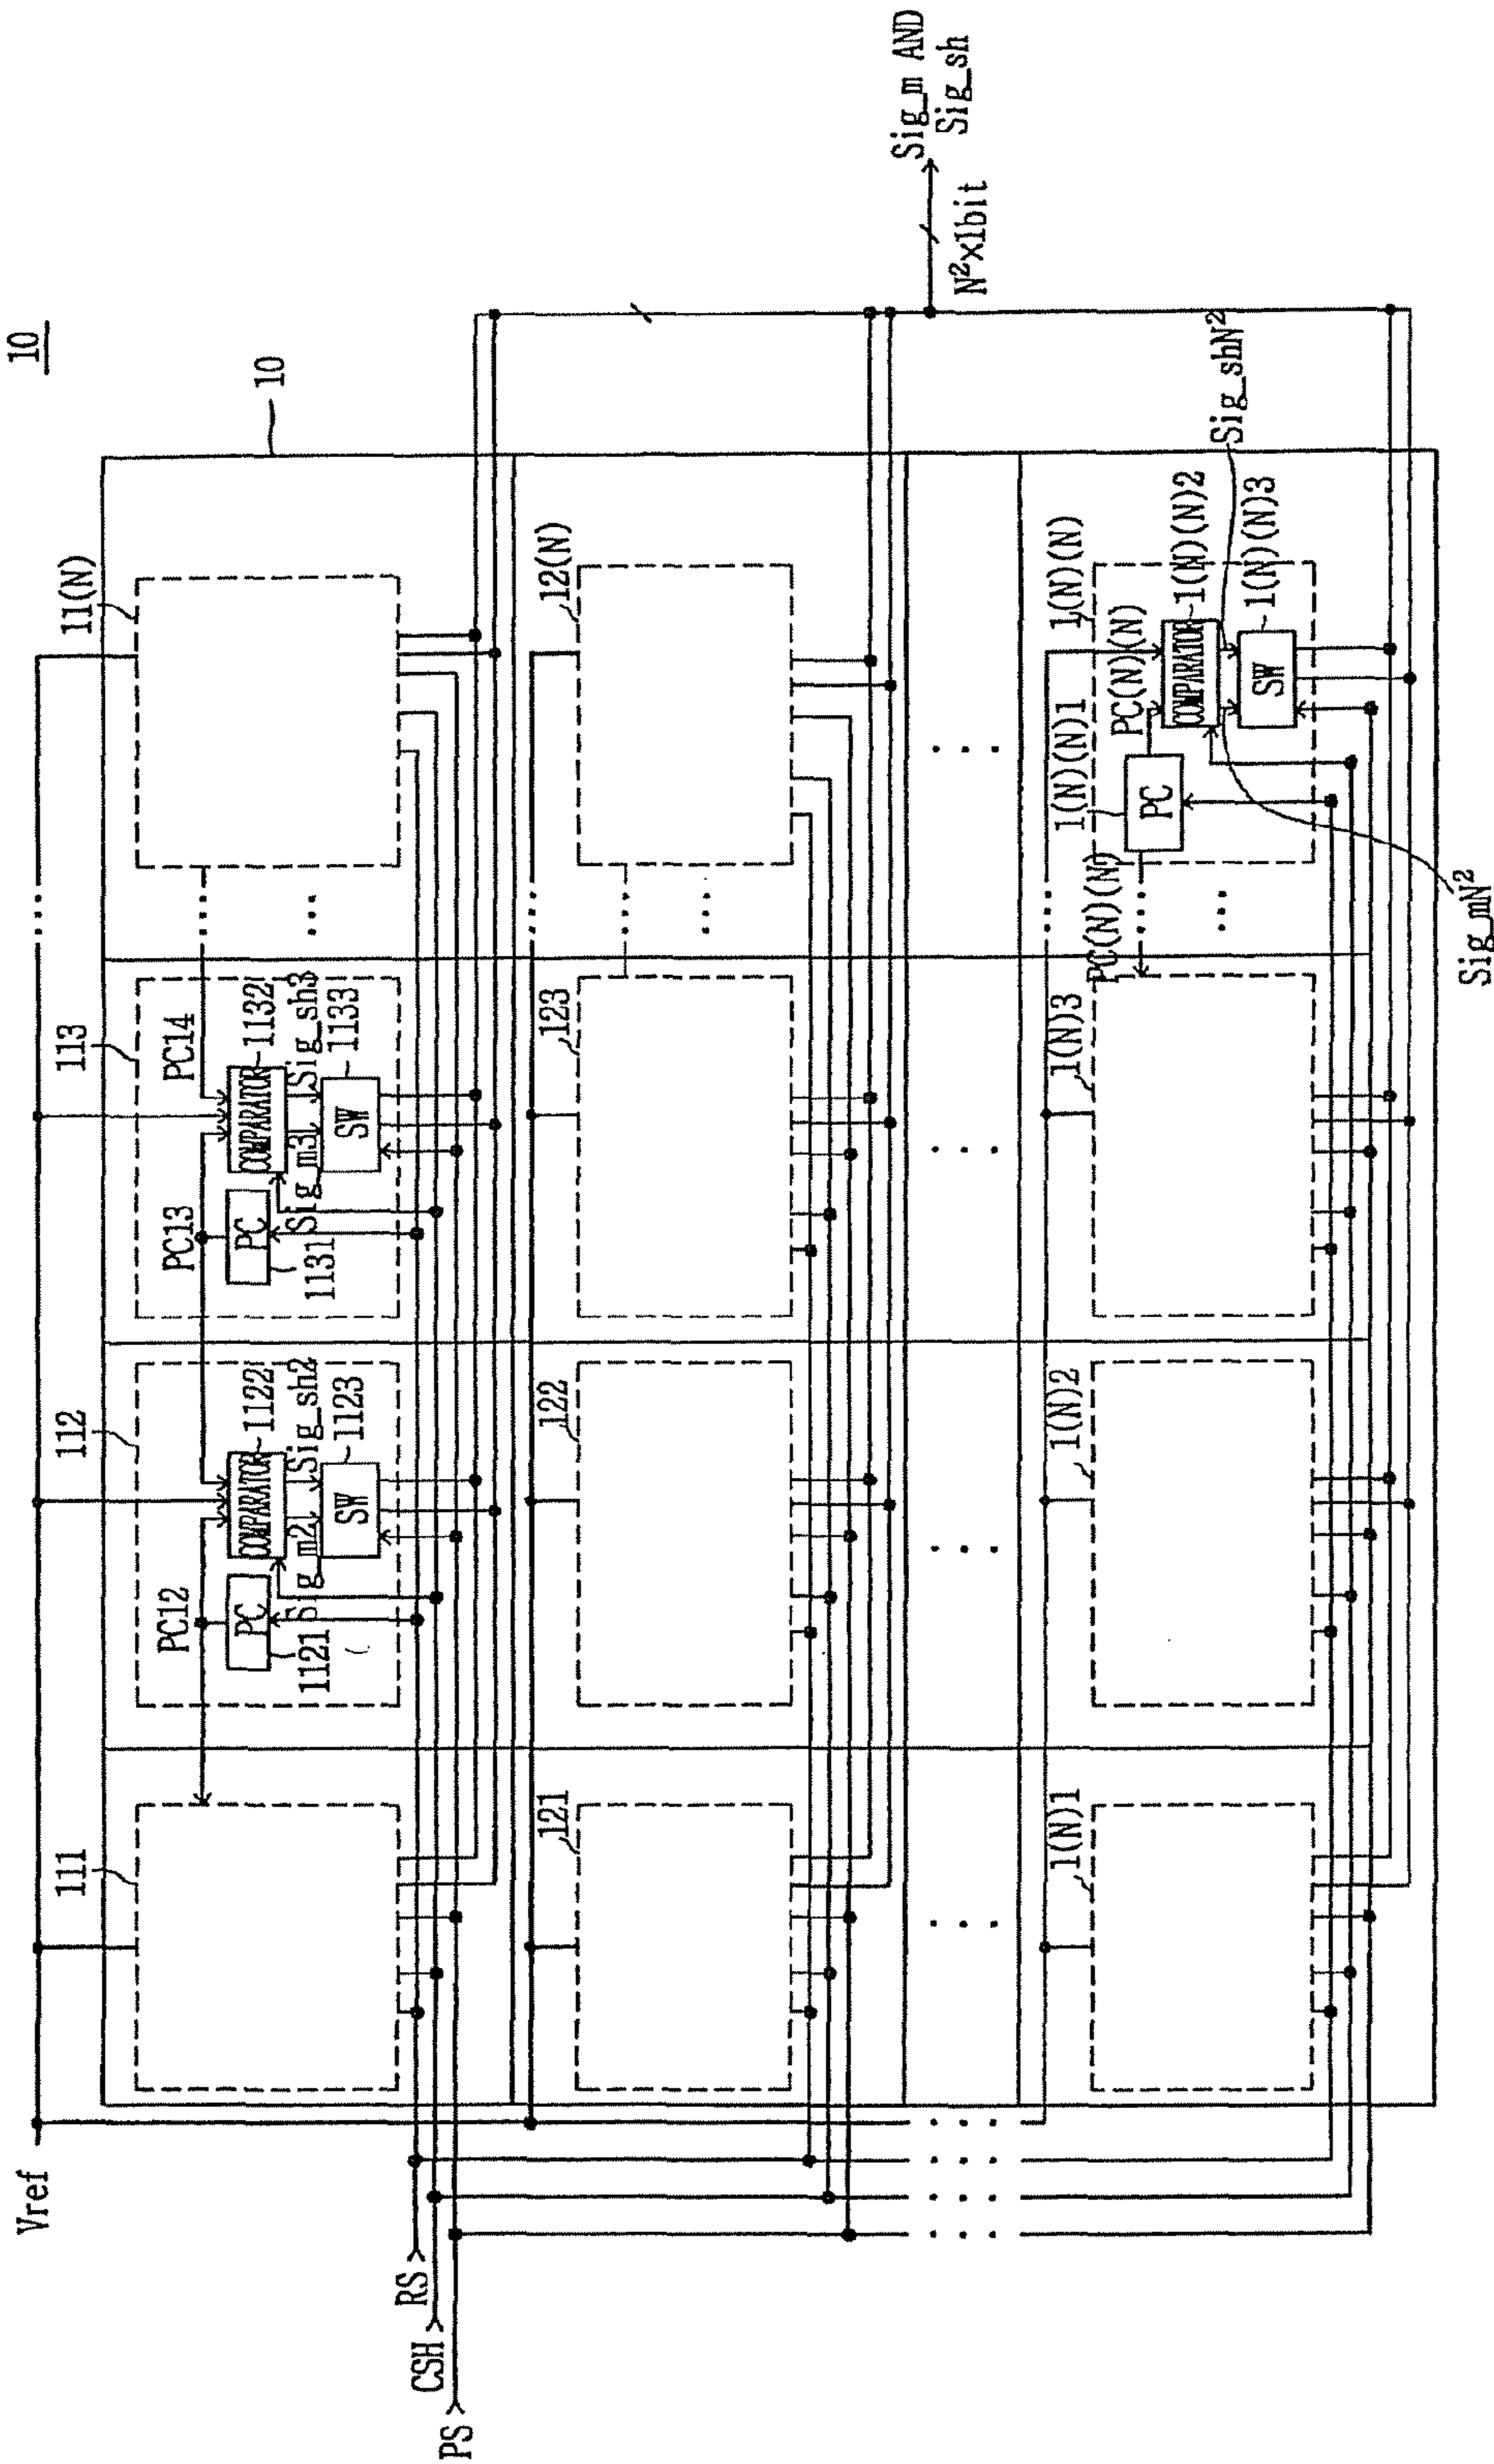 10
10
Vref
RS
CSH
PS
111
112
113
11(N)
PC12
PC13
PC14
PC
1121
COMPARATOR
1122
Sig_m2
Sig_sh2
SW
1123
PC
1131
COMPARATOR
1132
Sig_m3
Sig_sh3
SW
1133
121
122
123
12(N)
1(N)1
1(N)2
1(N)3
1(N)(N)
PC(N)(N)
1(N)(N)1
PC(N)(N)
PC
COMPARATOR
1(N)(N)2
SW
1(N)(N)3
Sig_shN²
Sig_mN²
N²x1bit
Sig_m AND
Sig_sh